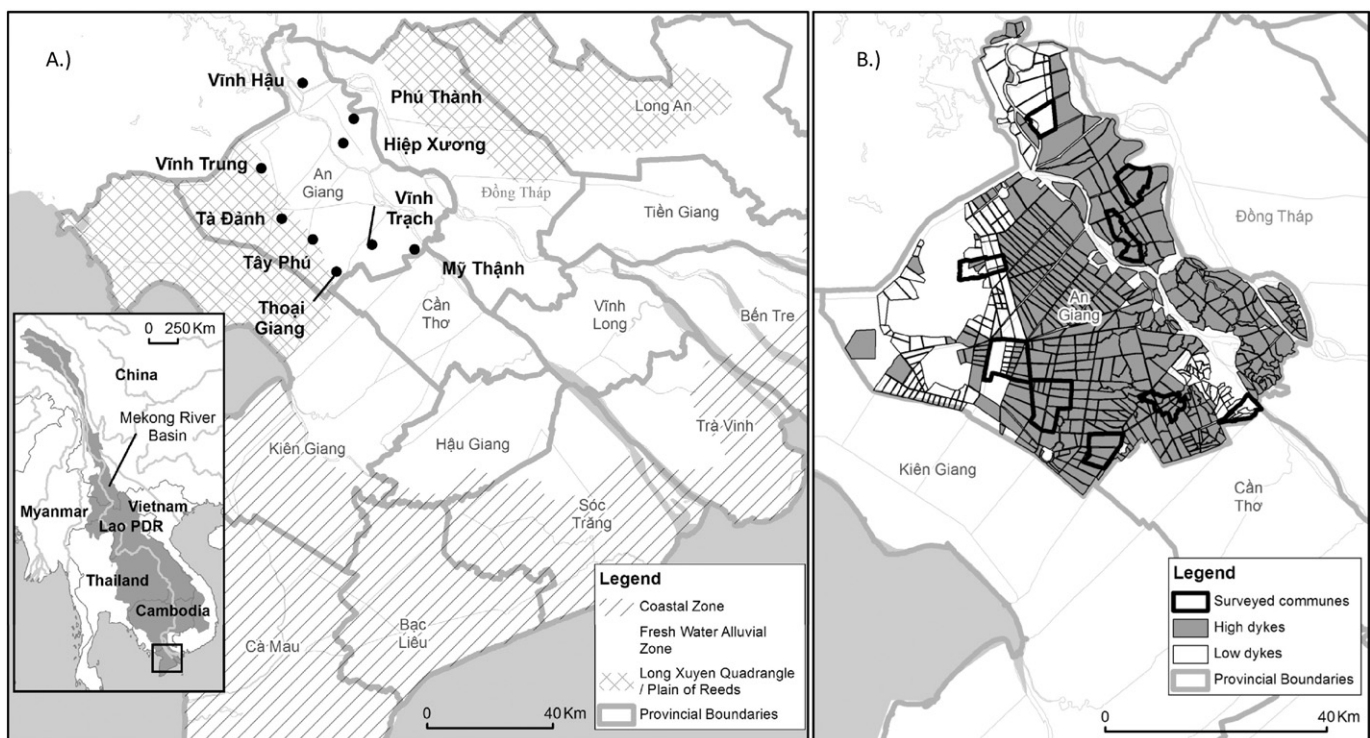 A.)
Vĩnh Hậu
Phú Thành
Long An
Hiệp Xương
Vĩnh Trung
An
Giang
Vĩnh
Trạch
Đồng Tháp
Tiền Giang
Tà Đảnh
Tây Phú
Mỹ Thạnh
Thoại
Giang
Cần
Thơ
Vĩnh
Long
Bến Tre
Trà Vinh
Kiên Giang
Hậu Giang
Sóc
Trăng
Bạc
Liêu
Cà Mau
0 250 Km
China
Mekong River
Basin
Myanmar
Vietnam
Lao PDR
Thailand
Cambodia
Legend
Coastal Zone
Fresh Water Alluvial
Zone
Long Xuyen Quadrangle
/ Plain of Reeds
Provincial Boundaries
0 40 Km
B.)
Đồng Tháp
An
Giang
Kiên Giang
Cần
Thơ
Legend
Surveyed communes
High dykes
Low dykes
Provincial Boundaries
0 40 Km